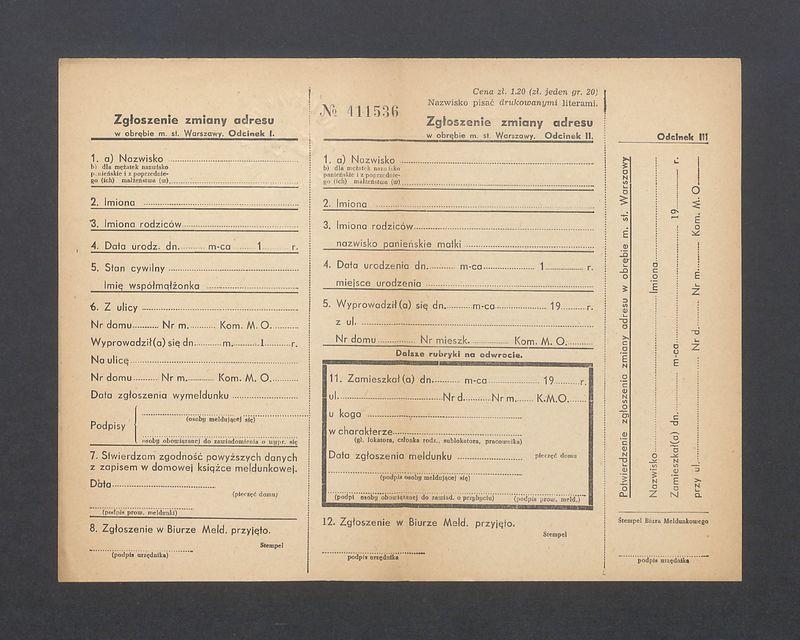 Zgłoszenie zmiany adresu
w obrębie m. st. Warszawy. Odcinek I.
1. a) Nazwisko
b) dla mężatek nazwisko
panieńskie i z poprzednie-
go (ich) małżeństwa (w)
2. Imiona
3. Imiona rodziców
4. Data urodz. dn. m-ca 1 r.
5. Stan cywilny
Imię współmałżonka
6. Z ulicy
Nr domu Nr m. Kom. M. O.
Wyprowadził(a) się dn. m. 1 r.
Na ulicę
Nr domu Nr m. Kom. M. O.
Data zgłoszenia wymeldunku
Podpisy
(osoby meldującej się)
osoby obowiązanej do zawiadomienia o wypr. się
7. Stwierdzam zgodność powyższych danych
z zapisem w domowej książce meldunkowej.
Data
(pieczęć domu)
(podpis prow. meldunki)
8. Zgłoszenie w Biurze Meld. przyjęto.
Stempel
(podpis urzędnika)
Cena zł. 1.20 (zł. jeden gr. 20)
№ 411536
Nazwisko pisać drukowanymi literami.
Zgłoszenie zmiany adresu
w obrębie m. st. Warszawy. Odcinek II.
1. a) Nazwisko
b) dla mężatek nazwisko
panieńskie i z poprzednie-
go (ich) małżeństwa (w)
2. Imiona
3. Imiona rodziców
nazwisko panieńskie matki
4. Data urodzenia dn. m-ca 1 r.
miejsce urodzenia
5. Wyprowadził(a) się dn. m-ca 19 r.
z ul.
Nr domu Nr mieszk. Kom. M. O.
Dalsze rubryki na odwrocie.
11. Zamieszkał(a) dn. m-ca 19 r.
ul. Nr d. Nr m. K.M.O.
u kogo
w charakterze
(gł. lokatora, członka rodz., sublokatora, pracownika)
Data zgłoszenia meldunku pieczęć domu
(podpis osoby meldującej się)
(podpi osoby obowiązanej do zawiad. o przybyciu) (podpis prow. meld.)
12. Zgłoszenie w Biurze Meld. przyjęto.
Stempel
podpis urzędnika
Odcinek III
Potwierdzenie zgłoszenia zmiany adresu w obrębie m. st. Warszawy
Nazwisko Imiona
Zamieszkał(a) dn. m-ca 19 r.
przy ul. Nr d. Nr m. Kom. M. O.
Stempel Biura Meldunkowego
podpis urzędnika